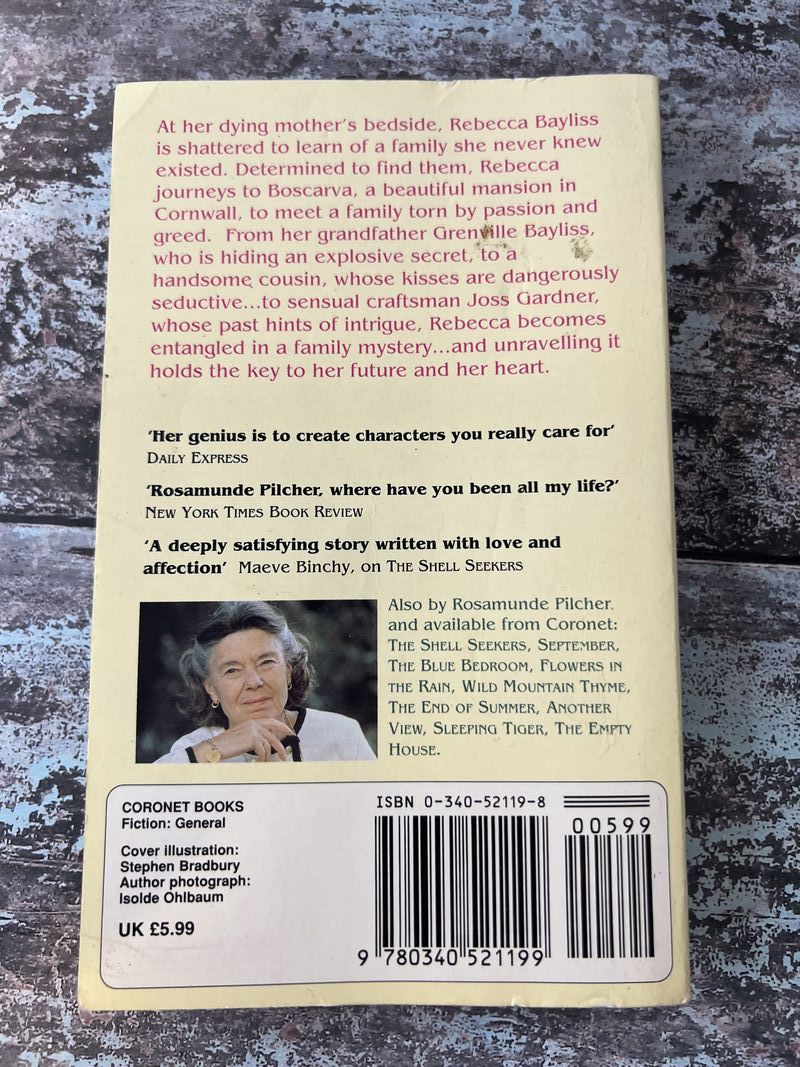 At her dying mother's bedside, Rebecca Bayliss
is shattered to learn of a family she never knew
existed. Determined to find them, Rebecca
journeys to Boscarva, a beautiful mansion in
Cornwall, to meet a family torn by passion and
greed. From her grandfather Grenville Bayliss,
who is hiding an explosive secret, to a
handsome cousin, whose kisses are dangerously
seductive...to sensual craftsman Joss Gardner,
whose past hints of intrigue, Rebecca becomes
entangled in a family mystery...and unravelling it
holds the key to her future and her heart.
'Her genius is to create characters you really care for'
DAILY EXPRESS
'Rosamunde Pilcher, where have you been all my life?'
NEW YORK TIMES BOOK REVIEW
'A deeply satisfying story written with love and
affection' Maeve Binchy, on THE SHELL SEEKERS
Also by Rosamunde Pilcher,
and available from Coronet:
THE SHELL SEEKERS, SEPTEMBER,
THE BLUE BEDROOM, FLOWERS IN
THE RAIN, WILD MOUNTAIN THYME,
THE END OF SUMMER, ANOTHER
VIEW, SLEEPING TIGER, THE EMPTY
HOUSE.
CORONET BOOKS
Fiction: General
Cover illustration:
Stephen Bradbury
Author photograph:
Isolde Ohlbaum
UK £5.99
ISBN 0-340-52119-8
00599
9 780340 521199